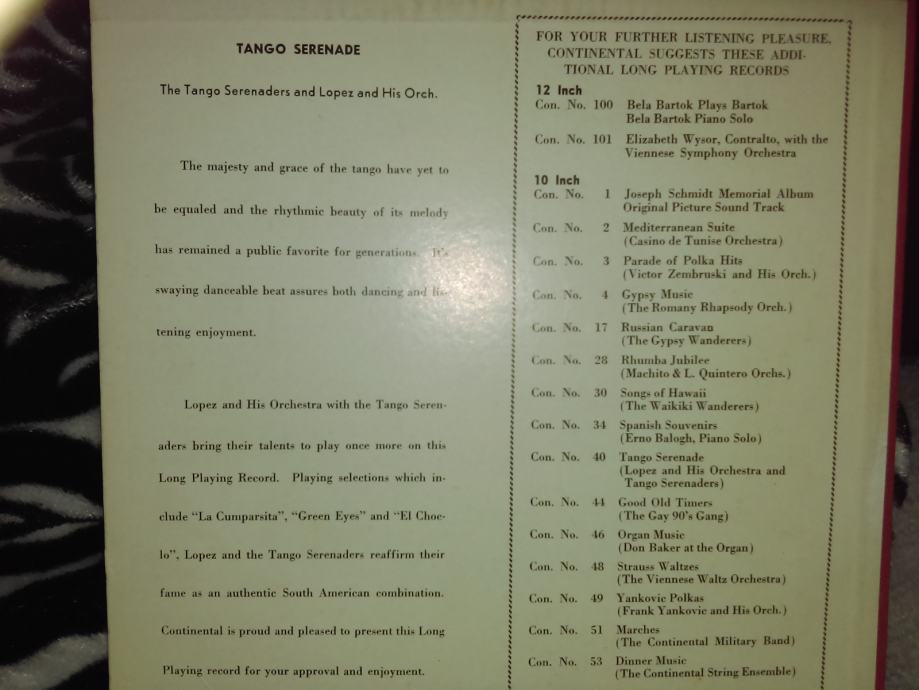 TANGO SERENADE
The Tango Serenaders and Lopez and His Orch.
The majesty and grace of the tango have yet to
be equaled and the rhythmic beauty of its melody
has remained a public favorite for generations. It's
swaying danceable beat assures both dancing and lis-
tening enjoyment.
Lopez and His Orchestra with the Tango Seren-
aders bring their talents to play once more on this
Long Playing Record. Playing selections which in-
clude "La Cumparsita", "Green Eyes" and "El Choc-
lo", Lopez and the Tango Serenaders reaffirm their
fame as an authentic South American combination.
Continental is proud and pleased to present this Long
Playing record for your approval and enjoyment.
FOR YOUR FURTHER LISTENING PLEASURE,
CONTINENTAL SUGGESTS THESE ADDI-
TIONAL LONG PLAYING RECORDS
12 Inch
Con. No. 100 Bela Bartok Plays Bartok
Bela Bartok Piano Solo
Con. No. 101 Elizabeth Wysor, Contralto, with the
Viennese Symphony Orchestra
10 Inch
Con. No. 1 Joseph Schmidt Memorial Album
Original Picture Sound Track
Con. No. 2 Mediterranean Suite
(Casino de Tunise Orchestra)
Con. No. 3 Parade of Polka Hits
(Victor Zembruski and His Orch.)
Con. No. 4 Gypsy Music
(The Romany Rhapsody Orch.)
Con. No. 17 Russian Caravan
(The Gypsy Wanderers)
Con. No. 28 Rhumba Jubilee
(Machito & L. Quintero Orchs.)
Con. No. 30 Songs of Hawaii
(The Waikiki Wanderers)
Con. No. 34 Spanish Souvenirs
(Erno Balogh, Piano Solo)
Con. No. 40 Tango Serenade
(Lopez and His Orchestra and
Tango Serenaders)
Con. No. 44 Good Old Timers
(The Gay 90's Gang)
Con. No. 46 Organ Music
(Don Baker at the Organ)
Con. No. 48 Strauss Waltzes
(The Viennese Waltz Orchestra)
Con. No. 49 Yankovic Polkas
(Frank Yankovic and His Orch.)
Con. No. 51 Marches
(The Continental Military Band)
Con. No. 53 Dinner Music
(The Continental String Ensemble)